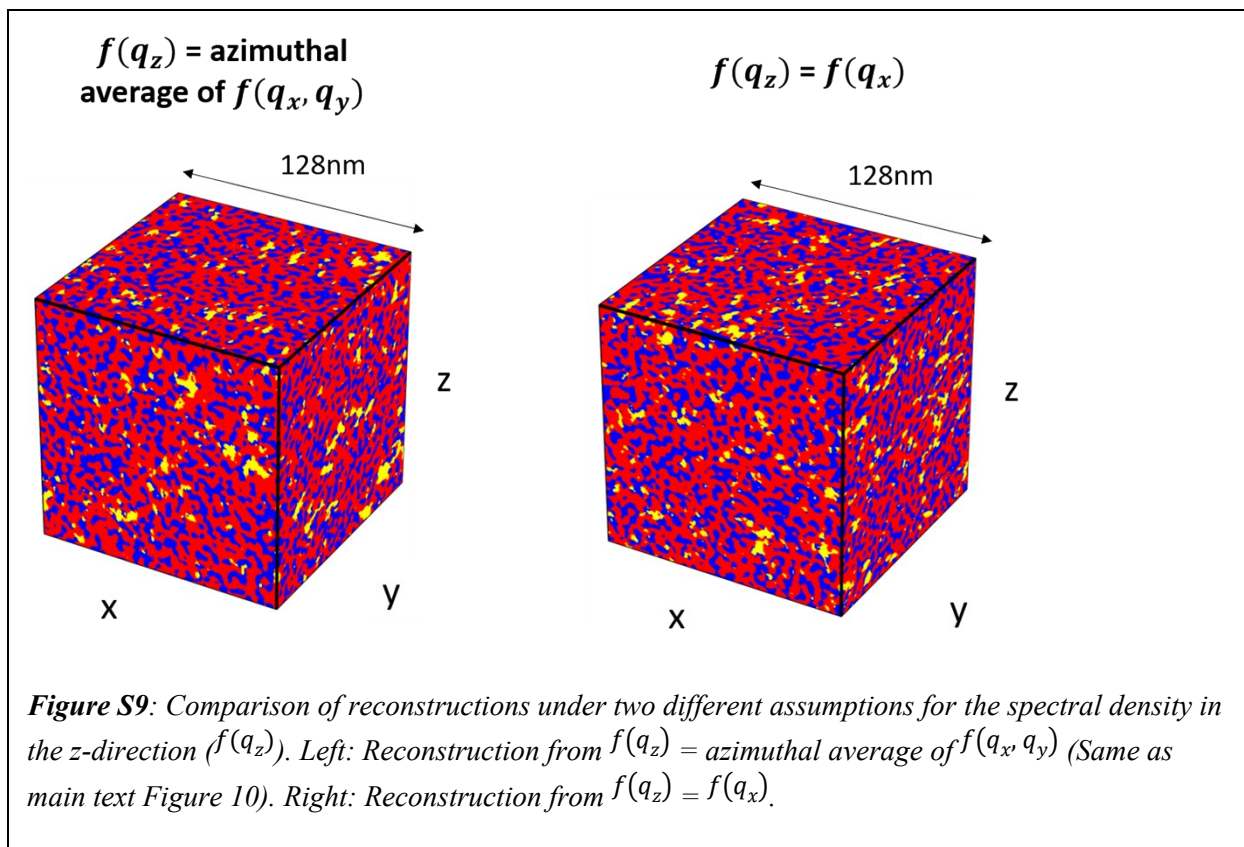 f(q_z) = azimuthal
average of f(q_x, q_y)
f(q_z) = f(q_x)
128nm
128nm
z
z
x
y
x
y
Figure S9: Comparison of reconstructions under two different assumptions for the spectral density in
the z-direction (f(q_z)). Left: Reconstruction from f(q_z) = azimuthal average of f(q_x, q_y) (Same as
main text Figure 10). Right: Reconstruction from f(q_z) = f(q_x).